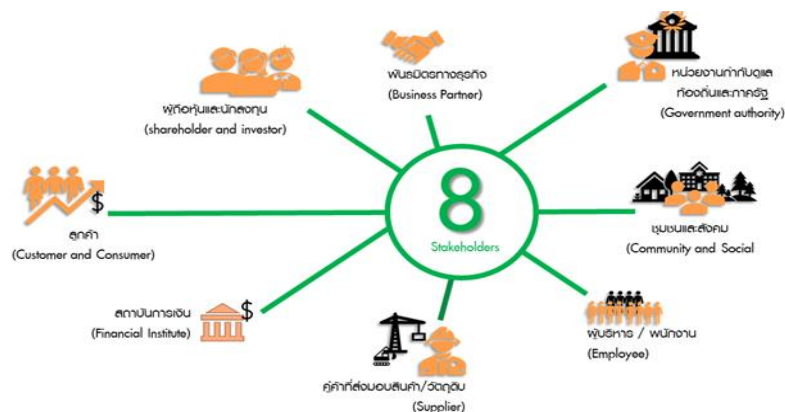 พันธมิตรทางธุรกิจ
(Business Partner)
หน่วยงานกำกับดูแล
ท้องถิ่นและภาครัฐ
(Government authority)
ผู้ถือหุ้นและนักลงทุน
(shareholder and investor)
8
Stakeholders
$
ลูกค้า
(Customer and Consumer)
ชุมชนและสังคม
(Community and Social
$
สถาบันการเงิน
(Financial Institute)
ผู้บริหาร / พนักงาน
(Employee)
คู่ค้าที่ส่งมอบสินค้า/วัตถุดิบ
(Supplier)